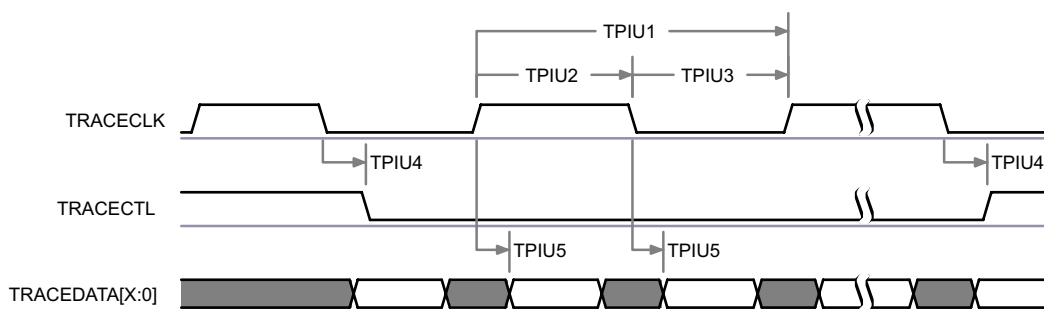 TPIU1
TPIU2
TPIU3
TRACECLK
TPIU4
TPIU4
TRACECTL
TPIU5
TPIU5
TRACEDATA[X:0]